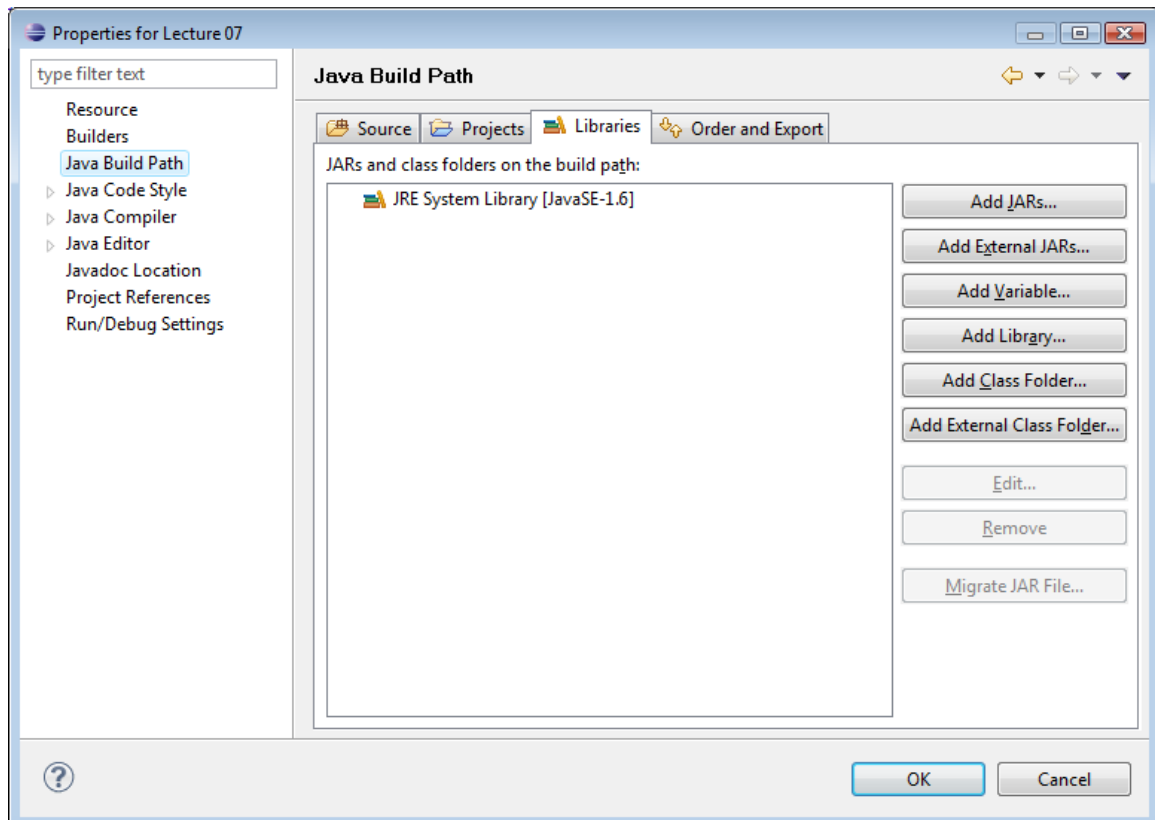 Properties for Lecture 07
type filter text
Resource
Builders
Java Build Path
Java Code Style
Java Compiler
Java Editor
Javadoc Location
Project References
Run/Debug Settings
Java Build Path
Source Projects Libraries Order and Export
JARs and class folders on the build path:
JRE System Library [JavaSE-1.6]
Add JARs...
Add External JARs...
Add Variable...
Add Library...
Add Class Folder...
Add External Class Folder...
Edit...
Remove
Migrate JAR File...
?
OK Cancel